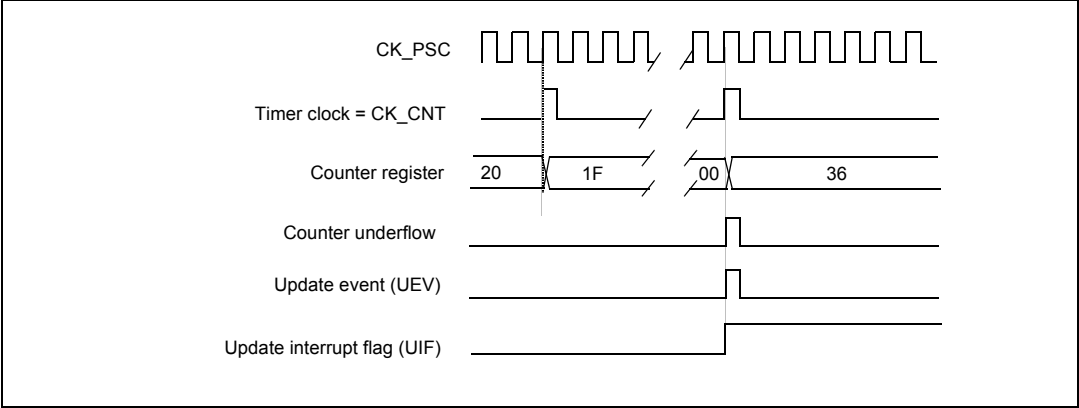 CK_PSC
Timer clock = CK_CNT
Counter register 20 1F 00 36
Counter underflow
Update event (UEV)
Update interrupt flag (UIF)